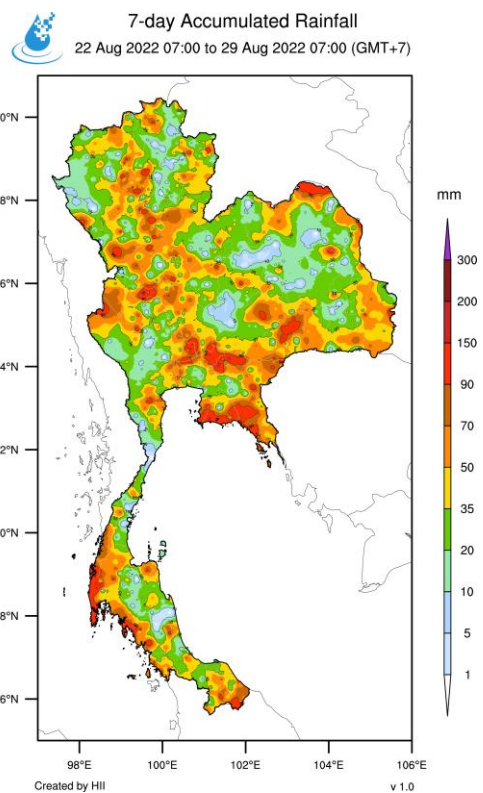 7-day Accumulated Rainfall
22 Aug 2022 07:00 to 29 Aug 2022 07:00 (GMT+7)
mm
300
200
150
90
70
50
35
20
10
5
1
0°N
8°N
6°N
4°N
2°N
0°N
8°N
6°N
98°E 100°E 102°E 104°E 106°E
Created by HII v 1.0